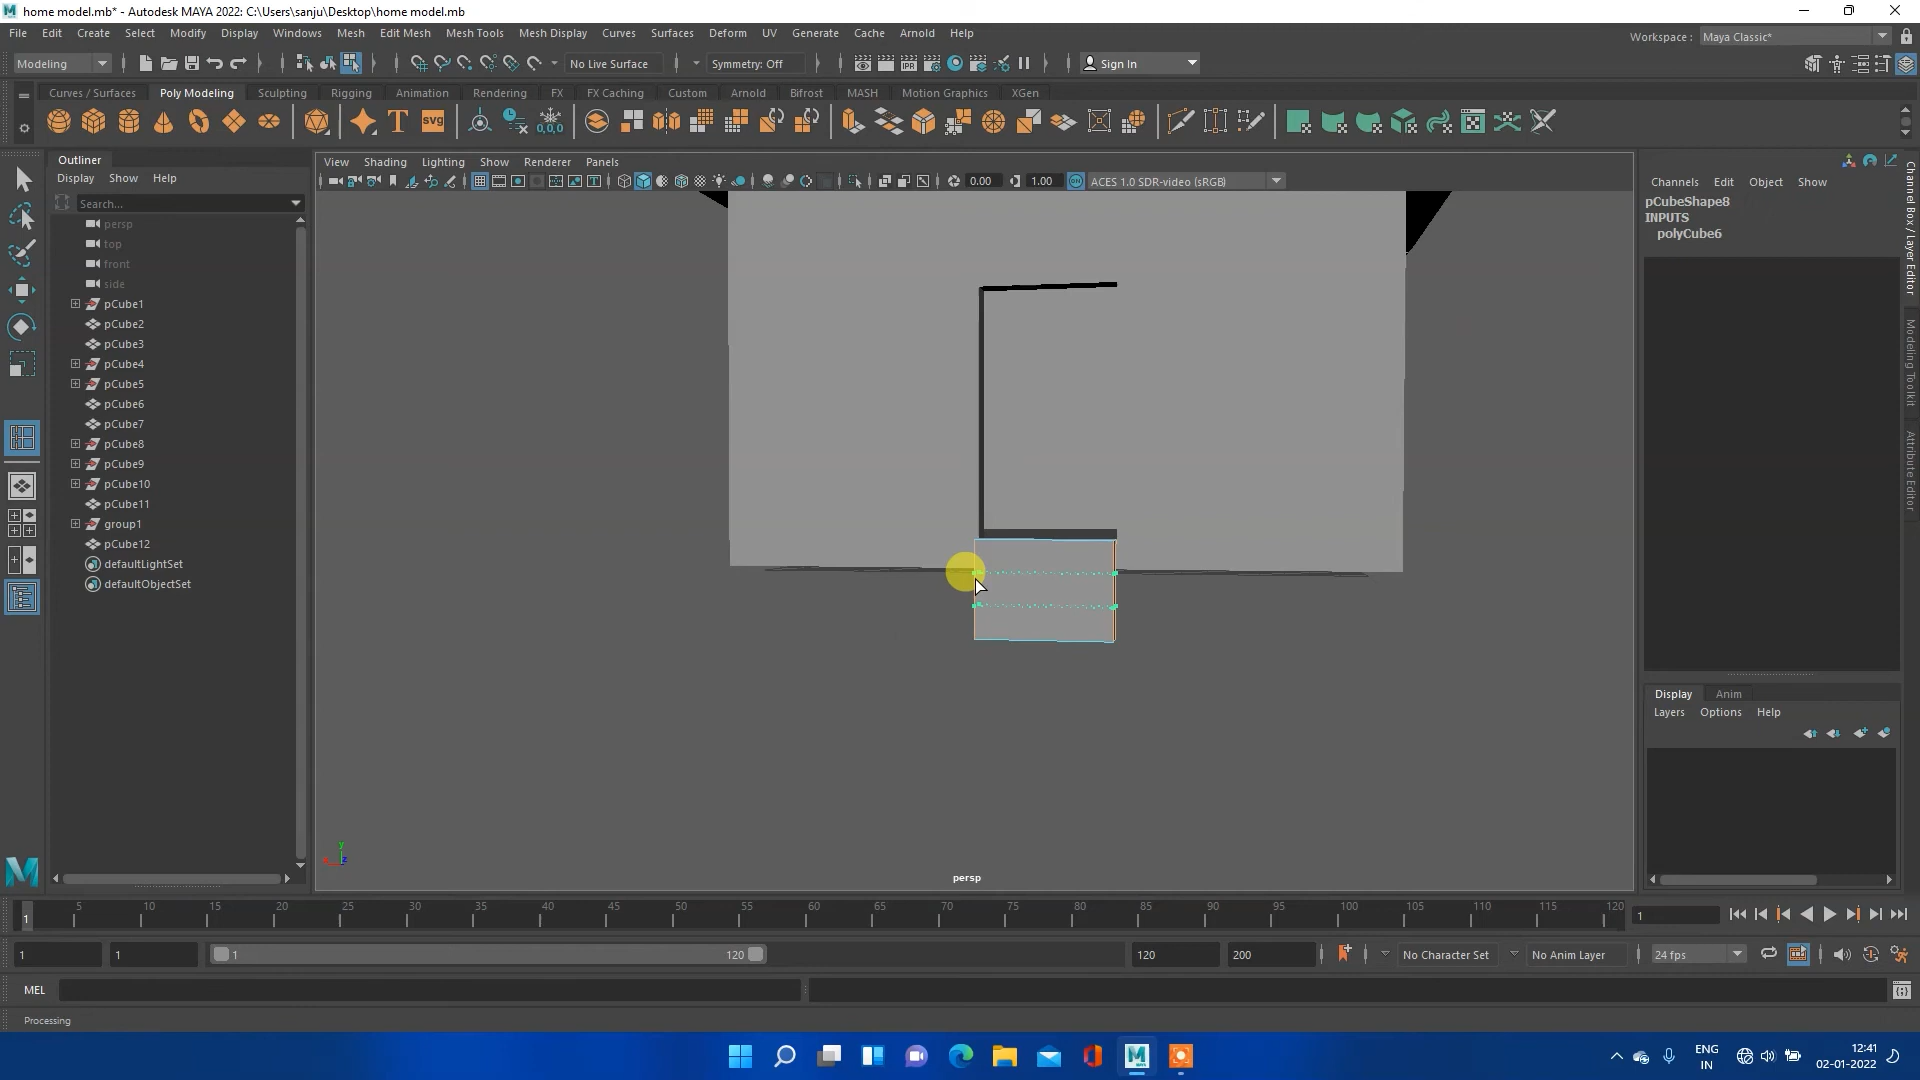 home model.mb* - Autodesk MAYA 2022: C:\Users\sanju\Desktop\home model.mb
File Edit Create Select Modify Display Windows Mesh Edit Mesh Mesh Tools Mesh Display Curves Surfaces Deform UV Generate Cache Arnold Help
Workspace : Maya Classic*
Modeling No Live Surface Symmetry: Off Sign In
Curves / Surfaces Poly Modeling Sculpting Rigging Animation Rendering FX FX Caching Custom Arnold Bifrost MASH Motion Graphics XGen
Outliner
Display Show Help
Search...
persp
top
front
side
pCube1
pCube2
pCube3
pCube4
pCube5
pCube6
pCube7
pCube8
pCube9
pCube10
pCube11
group1
pCube12
defaultLightSet
defaultObjectSet
View Shading Lighting Show Renderer Panels
0.00 1.00 ACES 1.0 SDR-video (sRGB)
persp
Channels Edit Object Show
pCubeShape8
INPUTS
polyCube6
Channel Box / Layer Editor
Modeling Toolkit
Attribute Editor
Display Anim
Layers Options Help
1 5 10 15 20 25 30 35 40 45 50 55 60 65 70 75 80 85 90 95 100 105 110 115 120 1
1 1 1 120 120 200 No Character Set No Anim Layer 24 fps
MEL
Processing
ENG
IN
12:41
02-01-2022